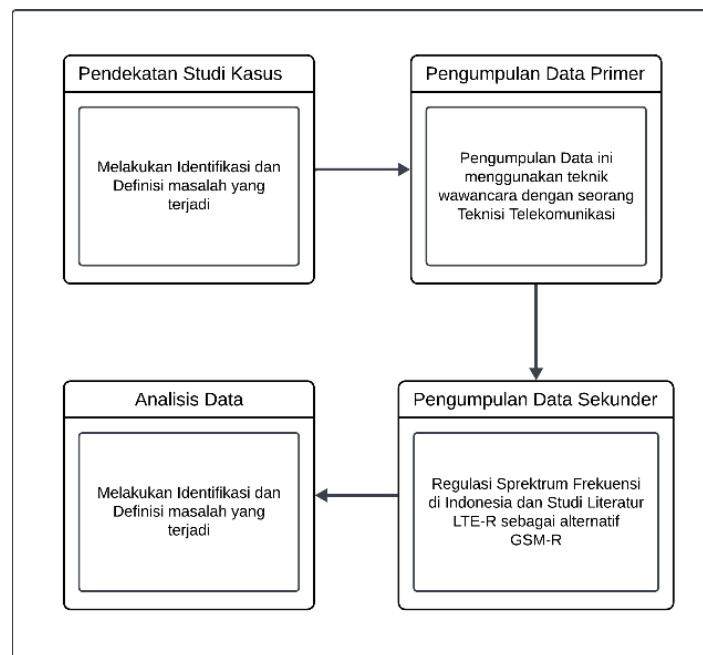 Pendekatan Studi Kasus
Melakukan Identifikasi dan
Definisi masalah yang
terjadi
Pengumpulan Data Primer
Pengumpulan Data ini
menggunakan teknik
wawancara dengan seorang
Teknisi Telekomunikasi
Pengumpulan Data Sekunder
Regulasi Sprektrum Frekuensi
di Indonesia dan Studi Literatur
LTE-R sebagai alternatif
GSM-R
Analisis Data
Melakukan Identifikasi dan
Definisi masalah yang
terjadi